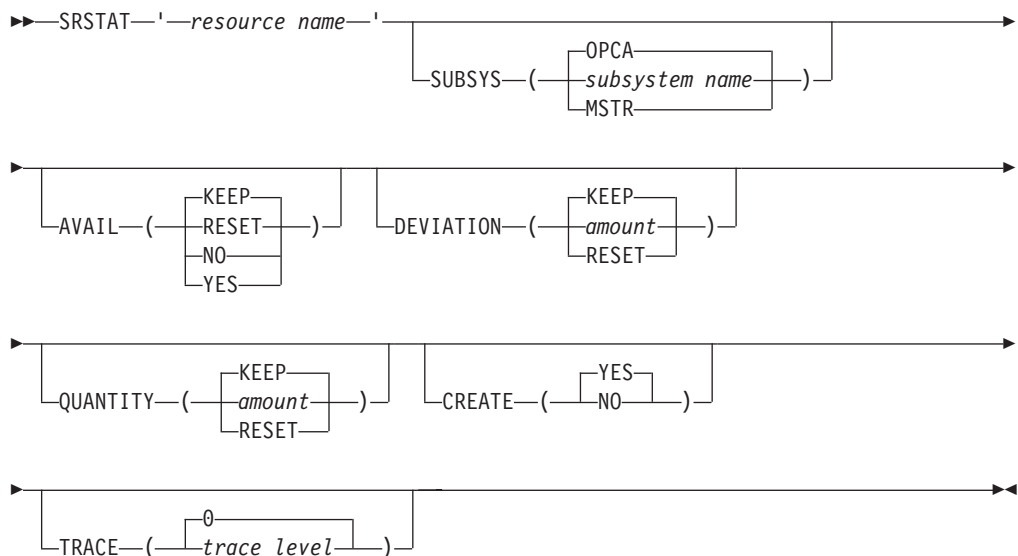 SRSTAT ' resource name '
SUBSYS ( OPCA
subsystem name )
MSTR
AVAIL ( KEEP
RESET )
NO
YES
DEVIATION ( KEEP
amount )
RESET
QUANTITY ( KEEP
amount )
RESET
CREATE ( YES
NO )
TRACE ( 0
trace level )